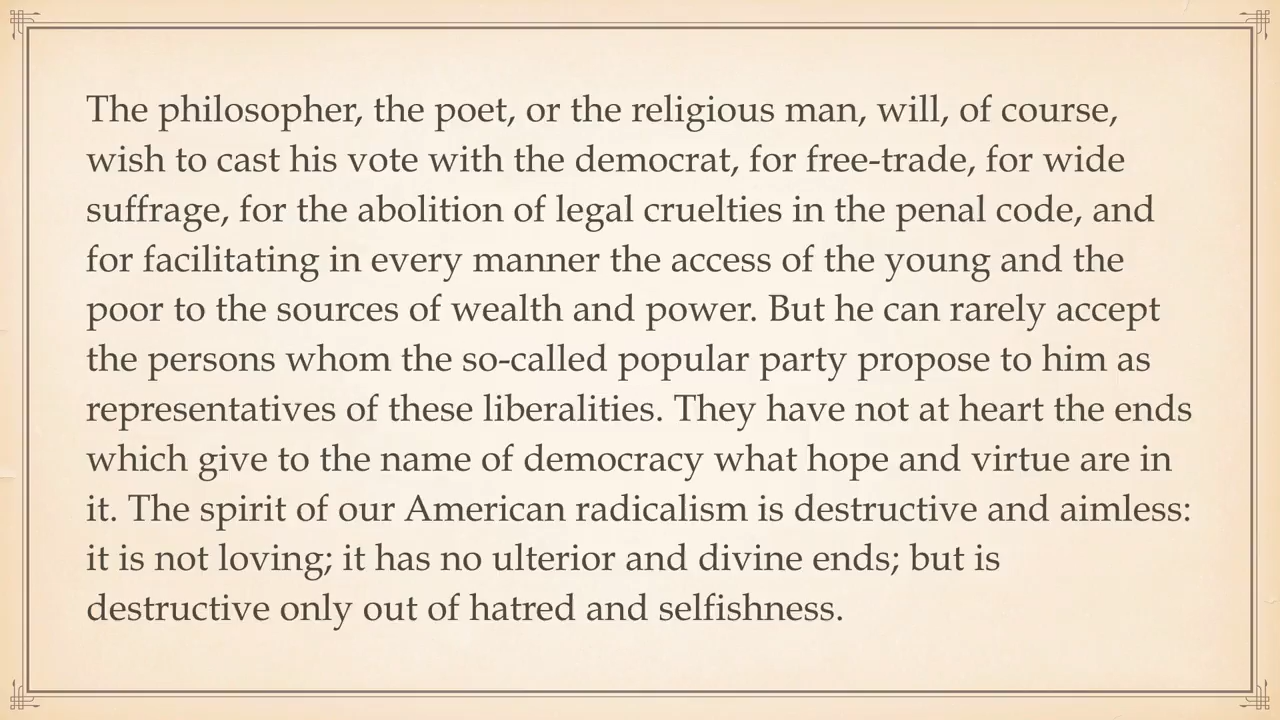 The philosopher, the poet, or the religious man, will, of course,
wish to cast his vote with the democrat, for free-trade, for wide
suffrage, for the abolition of legal cruelties in the penal code, and
for facilitating in every manner the access of the young and the
poor to the sources of wealth and power. But he can rarely accept
the persons whom the so-called popular party propose to him as
representatives of these liberalities. They have not at heart the ends
which give to the name of democracy what hope and virtue are in
it. The spirit of our American radicalism is destructive and aimless:
it is not loving; it has no ulterior and divine ends; but is
destructive only out of hatred and selfishness.